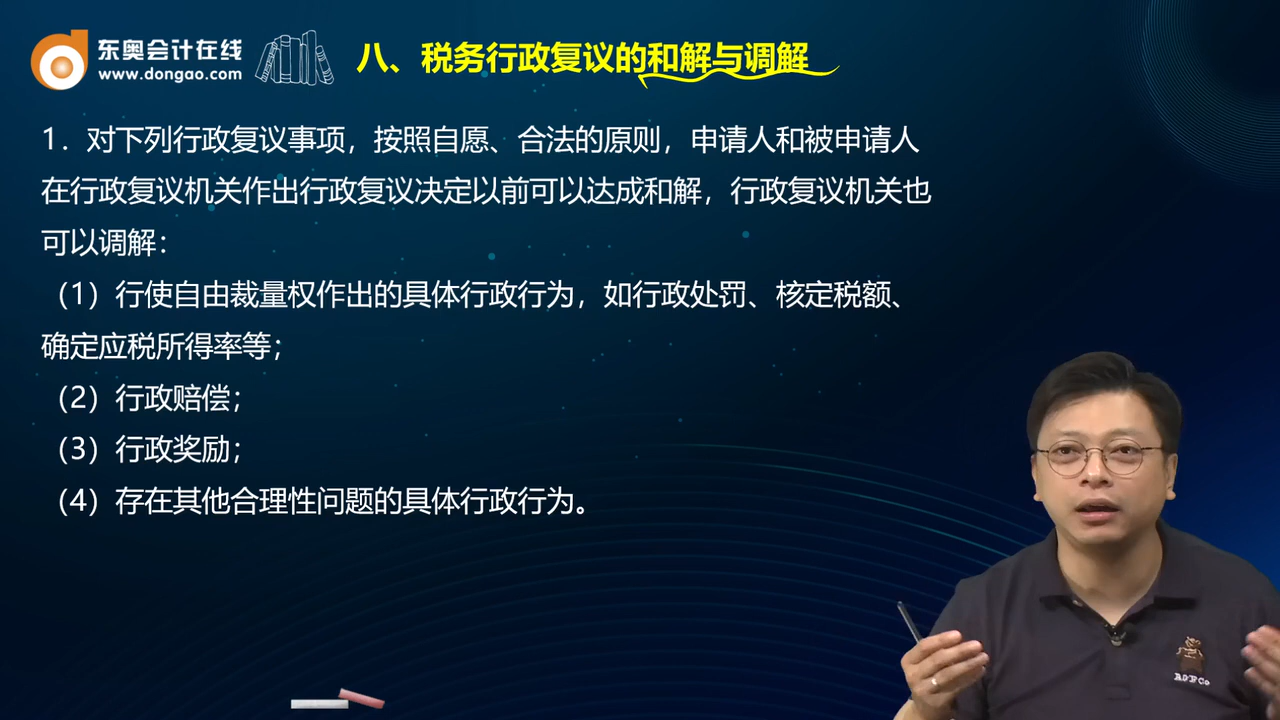 东奥会计在线
www.dongao.com
八、税务行政复议的和解与调解
1．对下列行政复议事项，按照自愿、合法的原则，申请人和被申请人
在行政复议机关作出行政复议决定以前可以达成和解，行政复议机关也
可以调解：
（1）行使自由裁量权作出的具体行政行为，如行政处罚、核定税额、
确定应税所得率等；
（2）行政赔偿；
（3）行政奖励；
（4）存在其他合理性问题的具体行政行为。